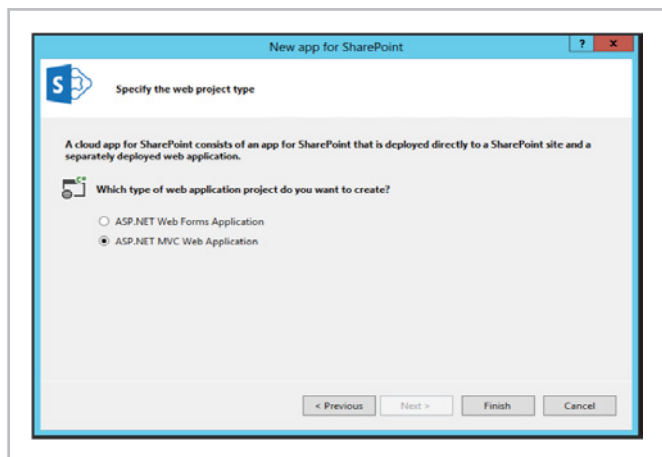 New app for SharePoint
? x
S
Specify the web project type
A cloud app for SharePoint consists of an app for SharePoint that is deployed directly to a SharePoint site and a
separately deployed web application.
C#
Which type of web application project do you want to create?
ASP.NET Web Forms Application
ASP.NET MVC Web Application
< Previous Next > Finish Cancel